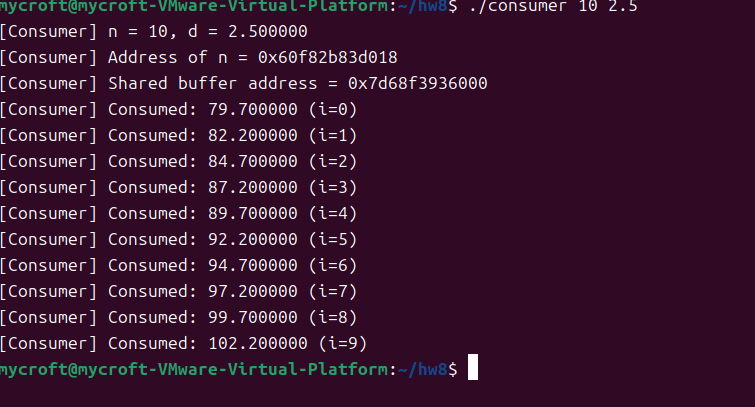 mycroft@mycroft-VMware-Virtual-Platform:~/hw8$ ./consumer 10 2.5
[Consumer] n = 10, d = 2.500000
[Consumer] Address of n = 0x60f82b83d018
[Consumer] Shared buffer address = 0x7d68f3936000
[Consumer] Consumed: 79.700000 (i=0)
[Consumer] Consumed: 82.200000 (i=1)
[Consumer] Consumed: 84.700000 (i=2)
[Consumer] Consumed: 87.200000 (i=3)
[Consumer] Consumed: 89.700000 (i=4)
[Consumer] Consumed: 92.200000 (i=5)
[Consumer] Consumed: 94.700000 (i=6)
[Consumer] Consumed: 97.200000 (i=7)
[Consumer] Consumed: 99.700000 (i=8)
[Consumer] Consumed: 102.200000 (i=9)
mycroft@mycroft-VMware-Virtual-Platform:~/hw8$